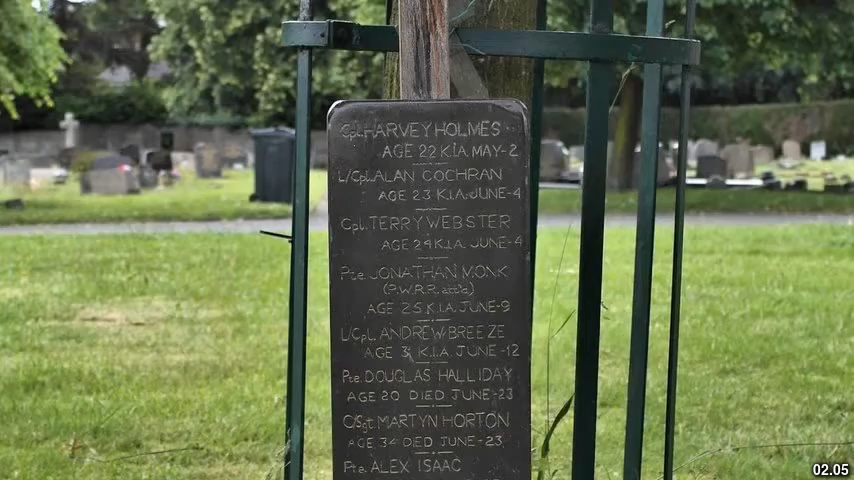 Cpl. HARVEY HOLMES
AGE 22 K.I.A. MAY-2
L/Cpl. ALAN COCHRAN
AGE 23 K.I.A. JUNE-4
Cpl. TERRY WEBSTER
AGE 24 K.I.A. JUNE-4
Pte. JONATHAN MONK
(P.W.R.R. att'd)
AGE 25 K.I.A. JUNE-9
L/Cpl. ANDREW BREEZE
AGE 31 K.I.A. JUNE-12
Pte. DOUGLAS HALLIDAY
AGE 20 DIED JUNE-23
C/Sgt. MARTYN HORTON
AGE 34 DIED JUNE-23
Pte. ALEX ISAAC
02.05